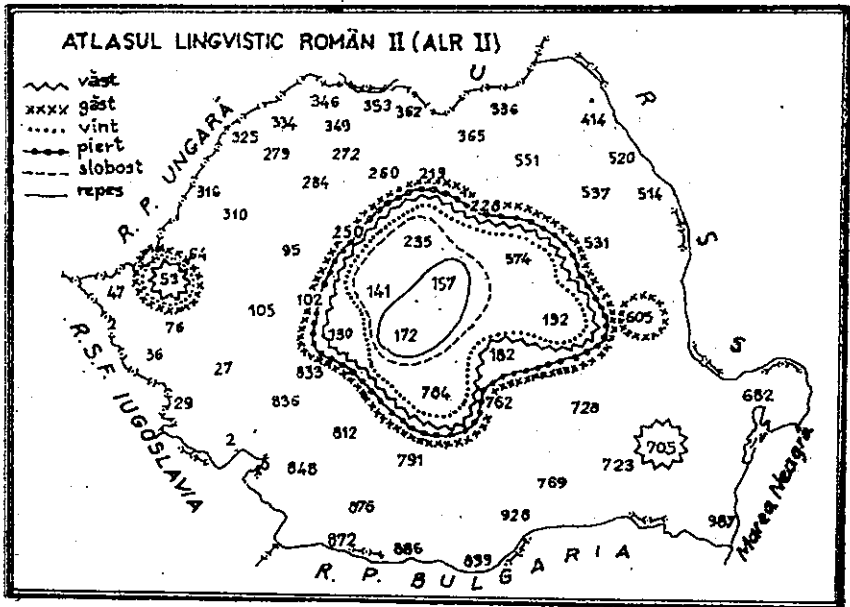 ATLASUL LINGVISTIC ROMÂN II (ALR II)
văst
găst
vint
piert
slobost
repes
R. P. UNGARĂ
U
R
S
S
R.S.F. IUGOSLAVIA
R. P. BULGARIA
Marea Neagră
346 353 362 536
325 334 349 365 414
279 272 551 520
316 284 260 219 537 514
310 250 235 228 531
64 95 574
53 141 157
47 102
76 105 172 192 605
36 130 182
27 833
29 836 784 762 728 682
2 812 705
848 791 723
876 769
872 886 899 928 987